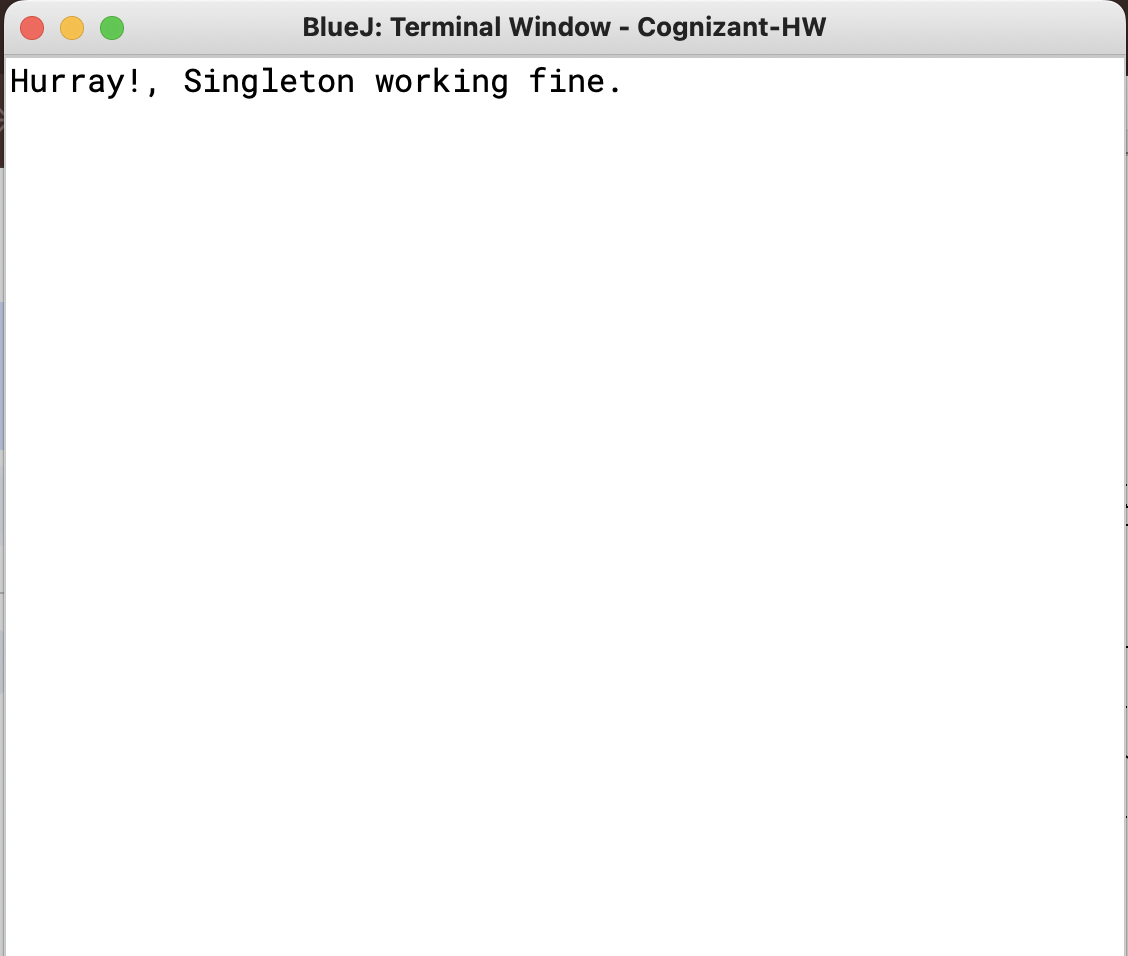 BlueJ: Terminal Window - Cognizant-HW
Hurray!, Singleton working fine.